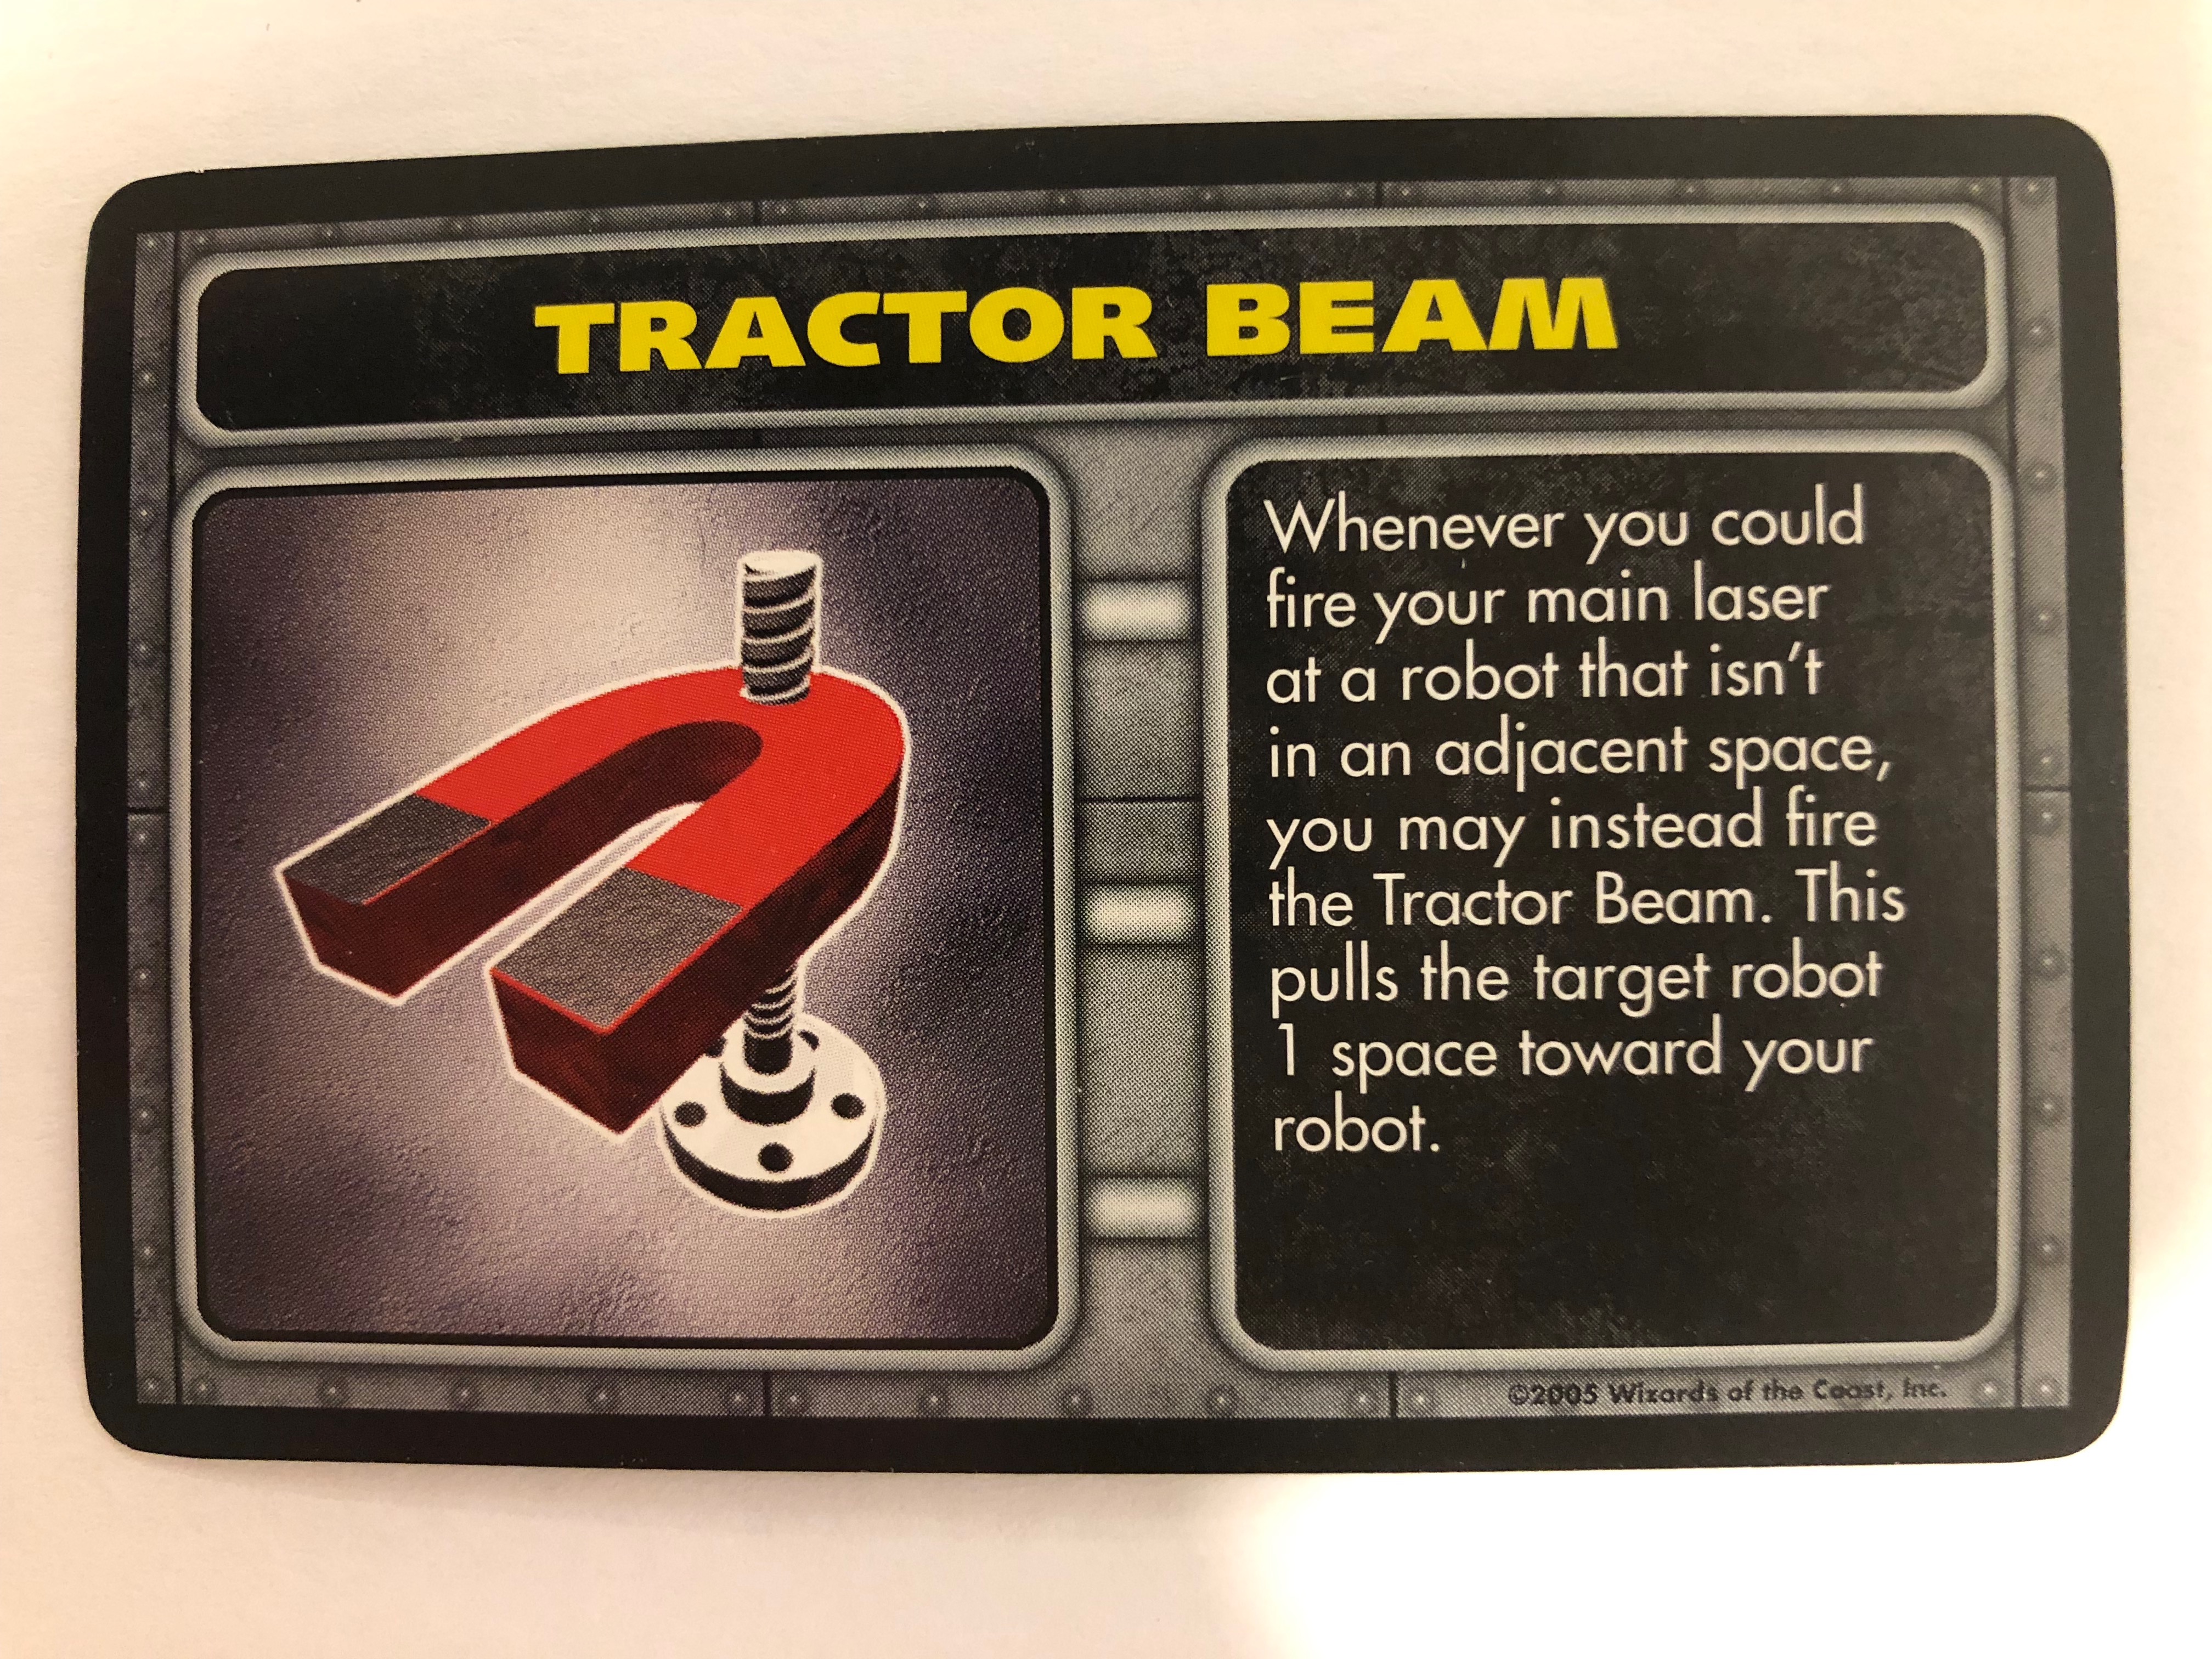 TRACTOR BEAM
Whenever you could
fire your main laser
at a robot that isn't
in an adjacent space,
you may instead fire
the Tractor Beam. This
pulls the target robot
1 space toward your
robot.
©2005 Wizards of the Coast, Inc.